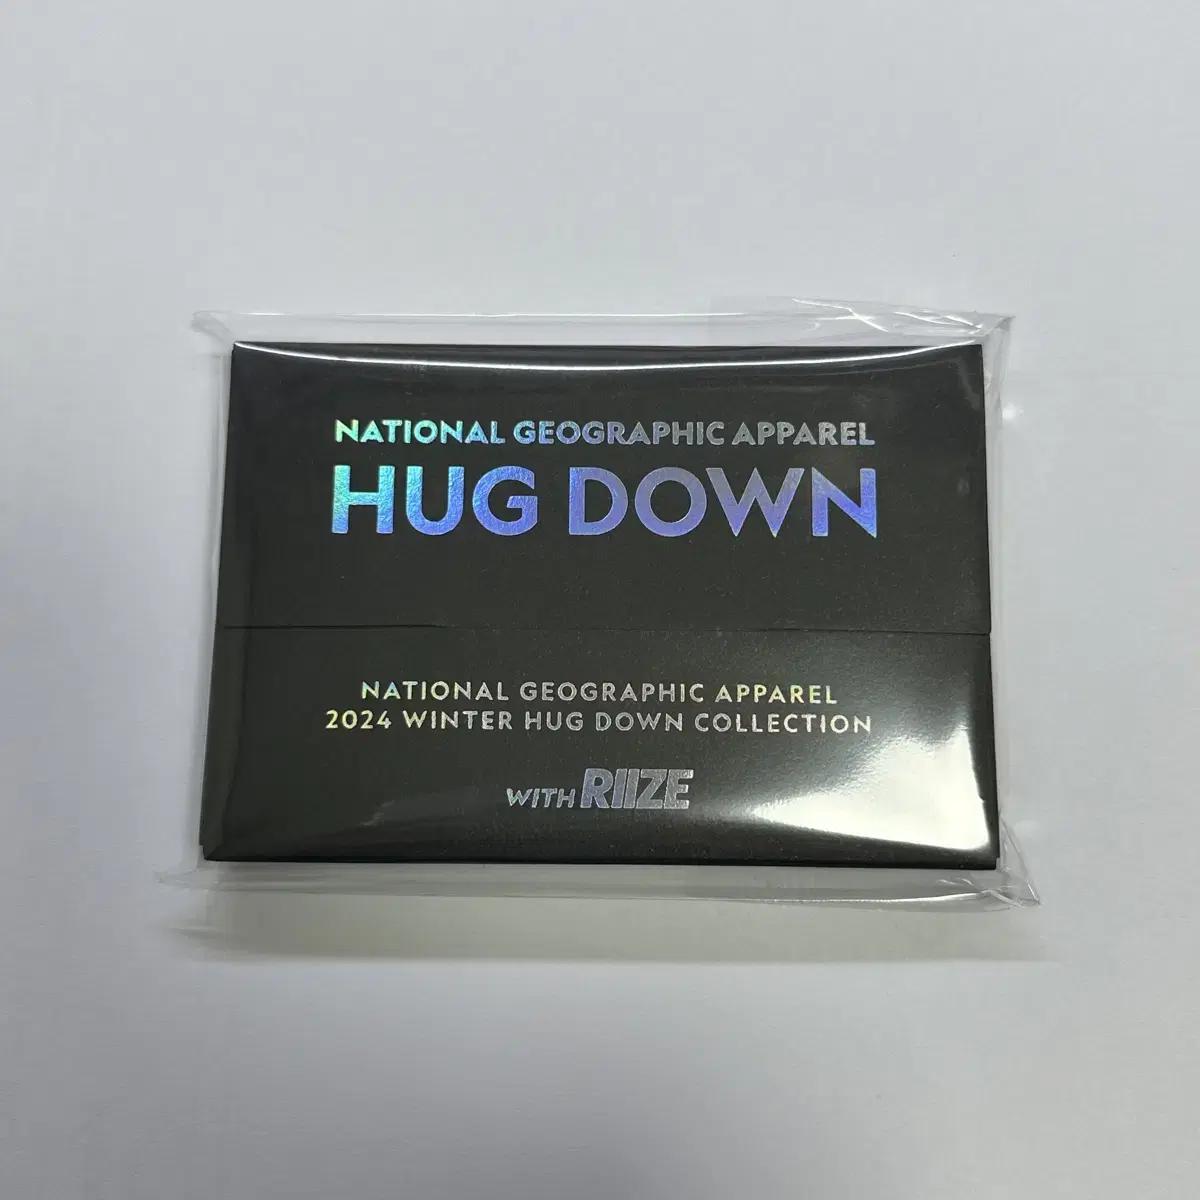 NATIONAL GEOGRAPHIC APPAREL
HUG DOWN
NATIONAL GEOGRAPHIC APPAREL
2024 WINTER HUG DOWN COLLECTION
WITH RIIZE